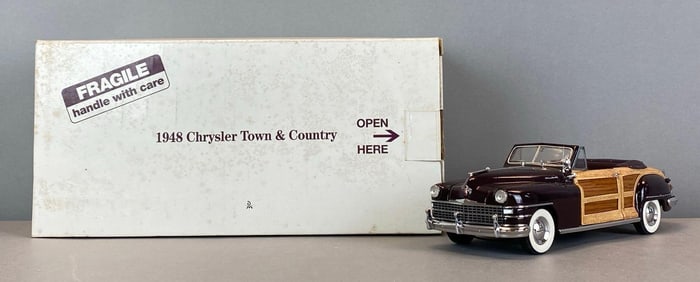 FRAGILE
handle with care
1948 Chrysler Town & Country
OPEN
HERE